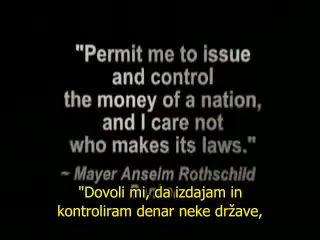 "Permit me to issue
and control
the money of a nation,
and I care not
who makes its laws."
~ Mayer Anselm Rothschild
"Dovoli mi, da izdajam in
kontroliram denar neke države,